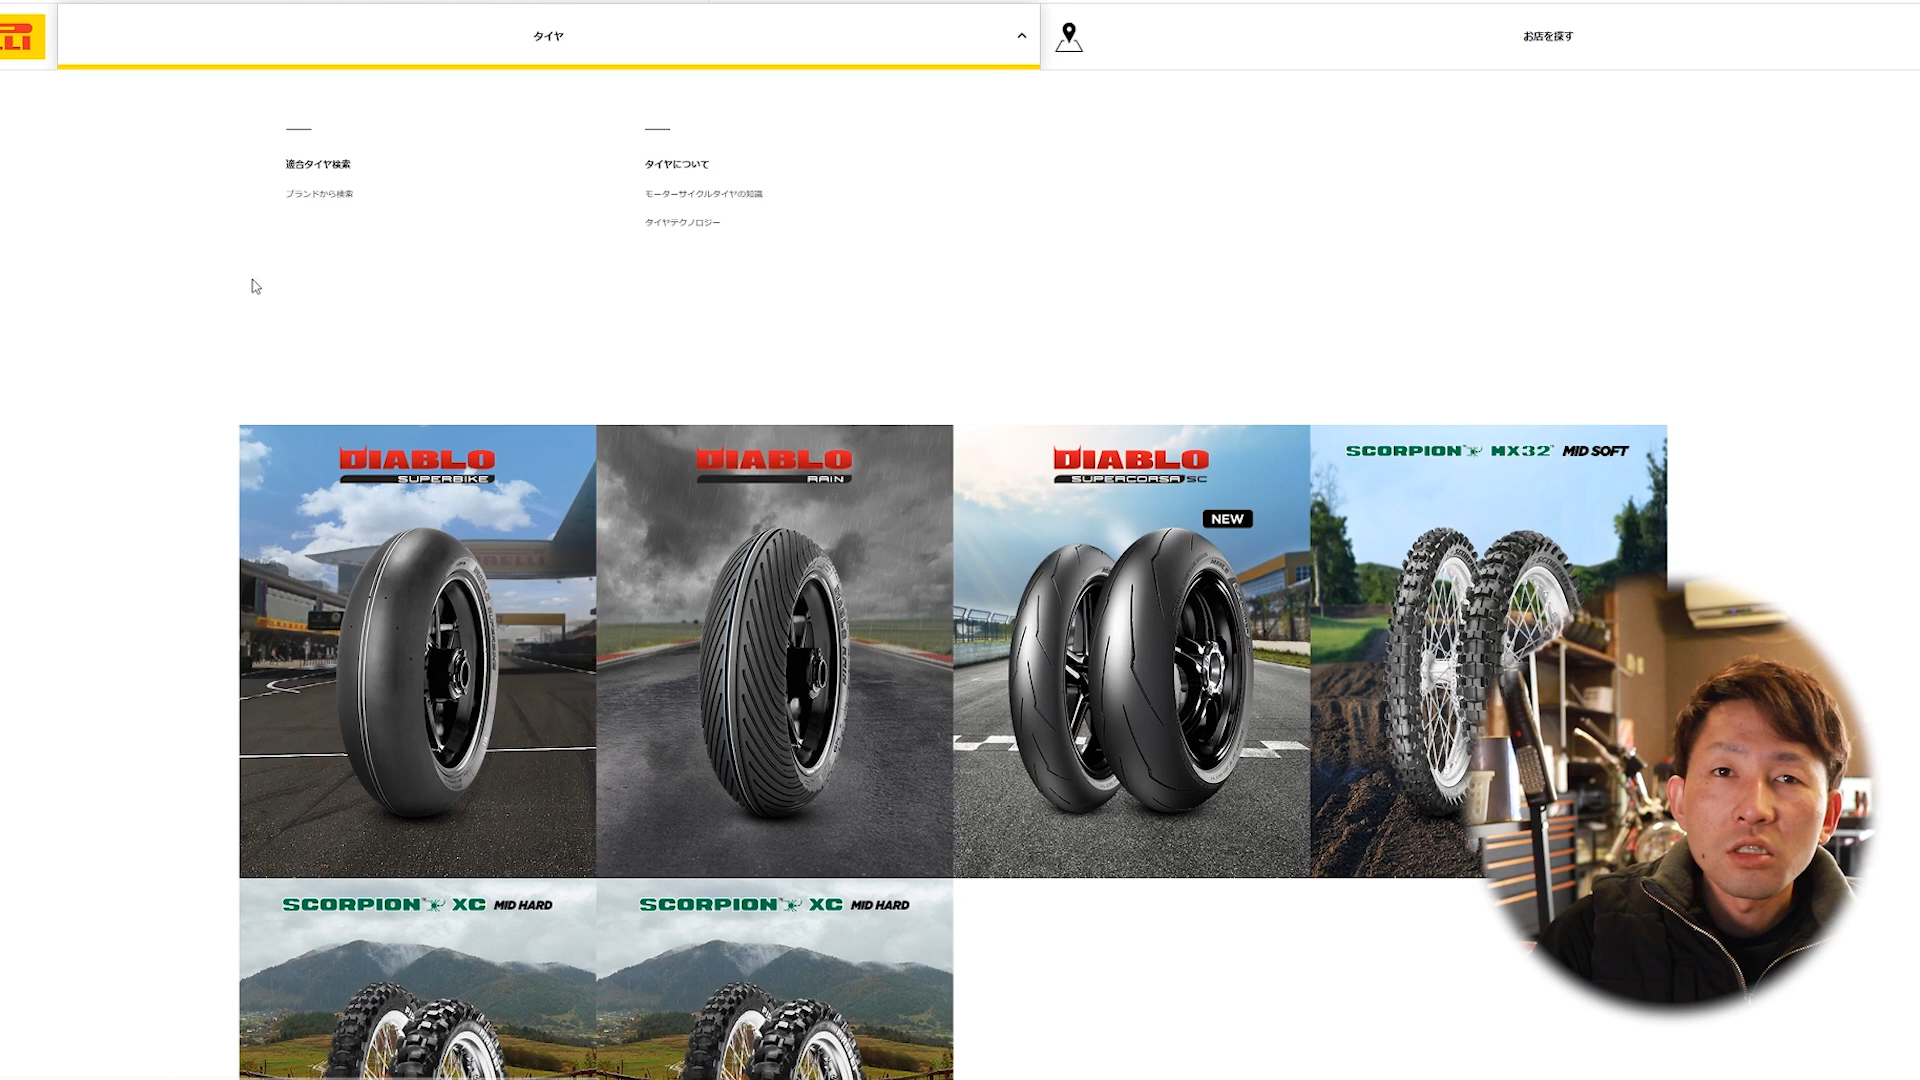 タイヤ
お店を探す
適合タイヤ検索
ブランドから検索
タイヤについて
モーターサイクルタイヤの知識
タイヤテクノロジー
DIABLO
SUPERBIKE
DIABLO
RAIN
DIABLO
SUPERCORSA SC
NEW
SCORPION MX32 MID SOFT
PIRELLI
SCORPION XC MID HARD
SCORPION XC MID HARD